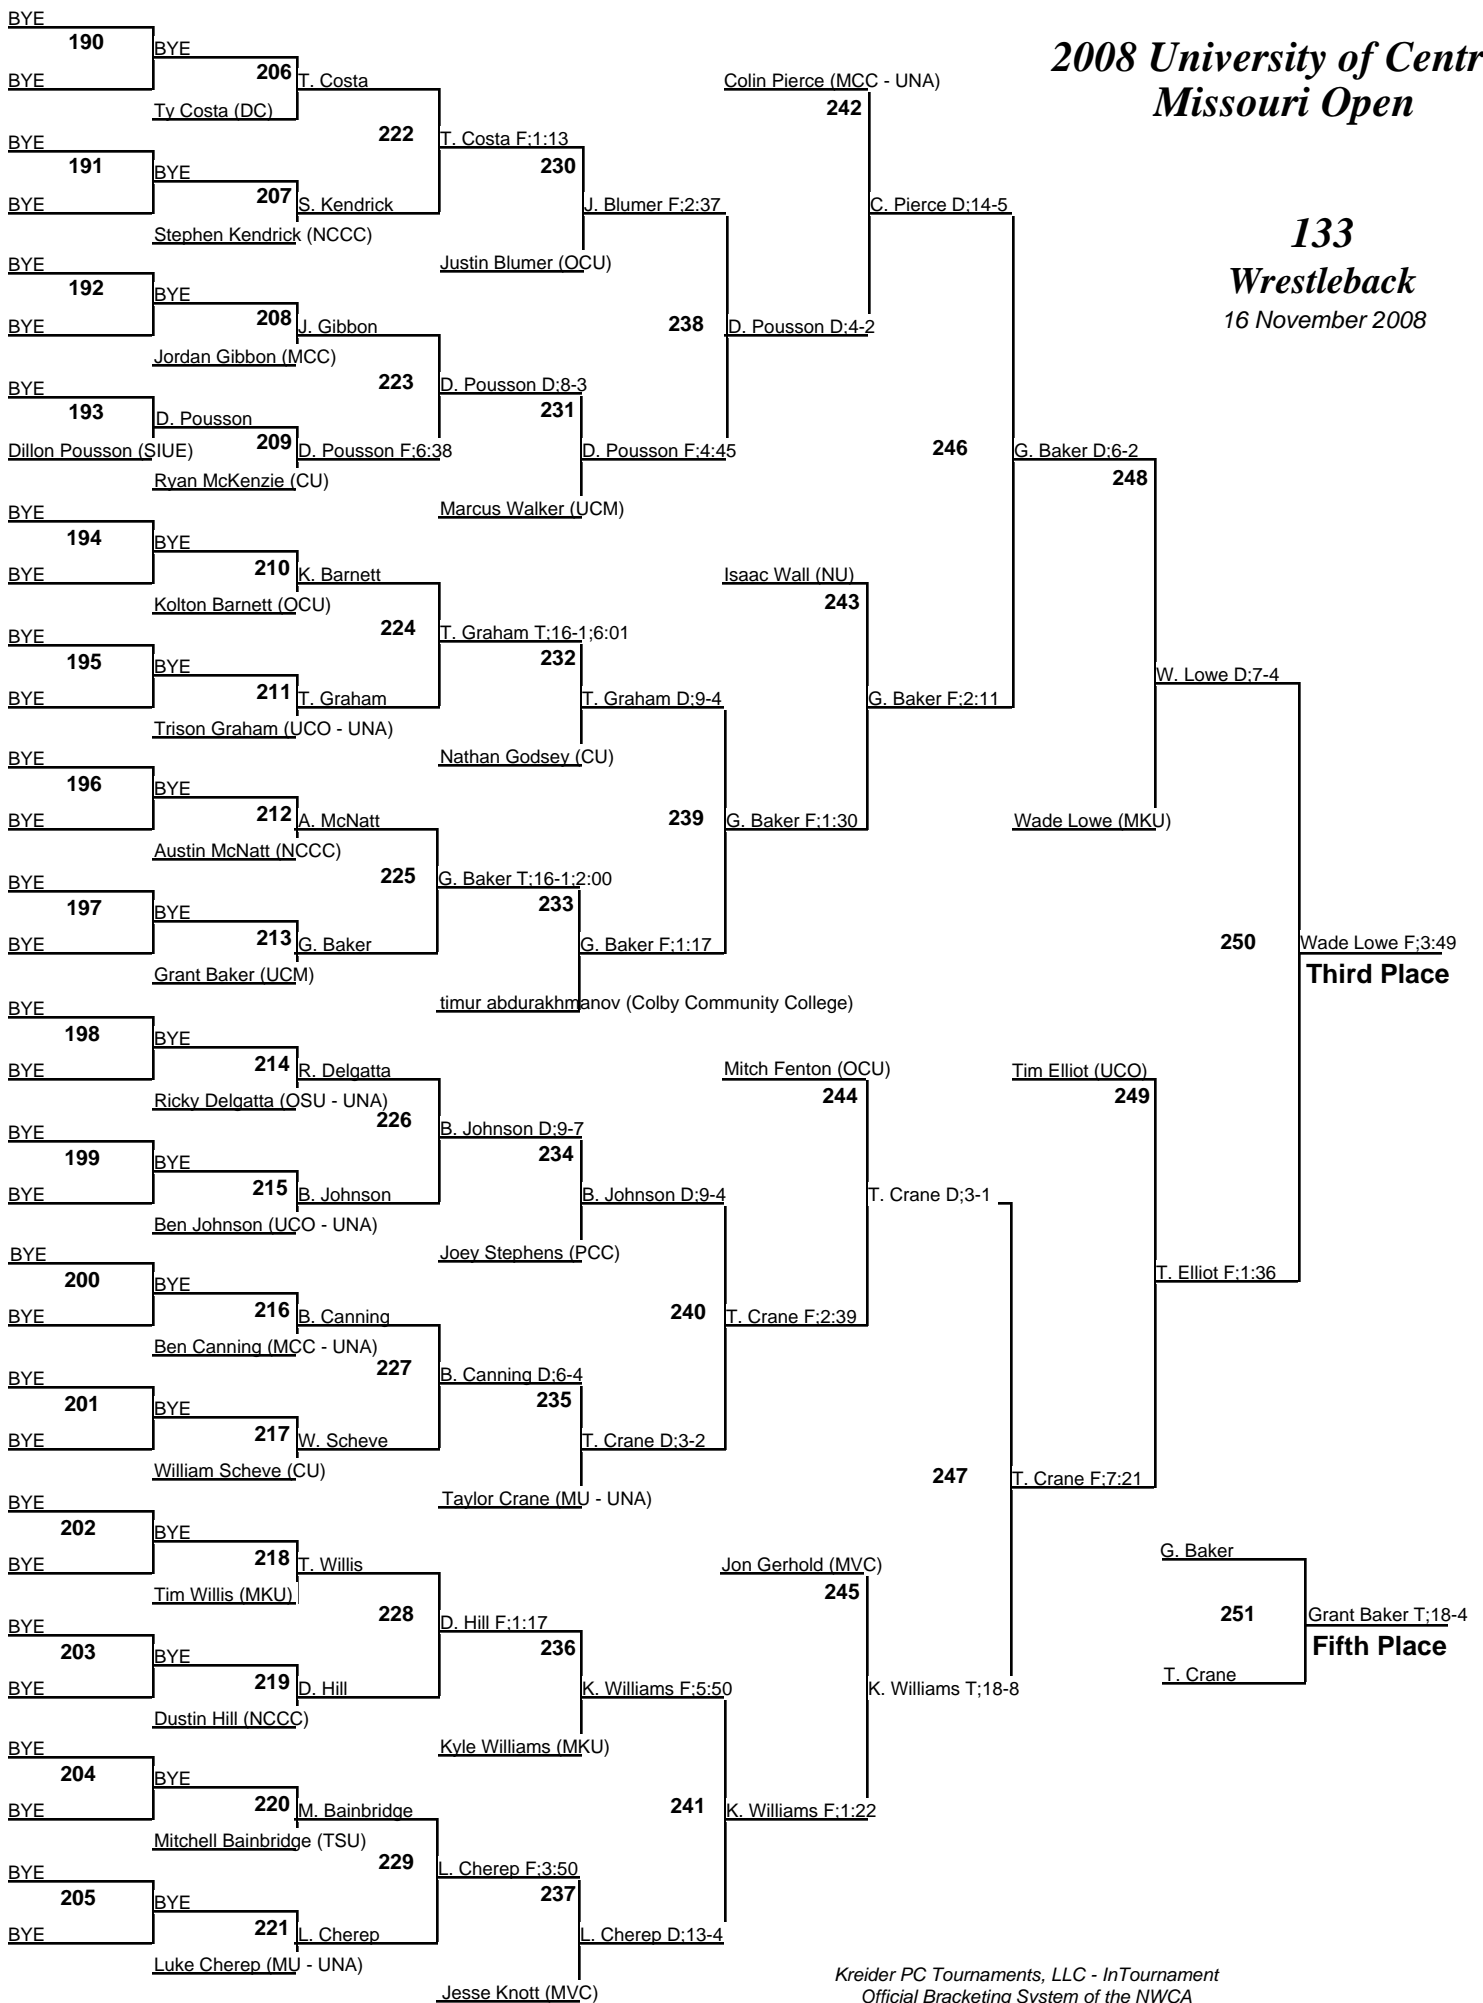 2008 University of Centr
Missouri Open
133
Wrestleback
16 November 2008
BYE
190
BYE
BYE
206
T. Costa
Ty Costa (DC)
222
T. Costa F;1:13
BYE
191
BYE
BYE
207
S. Kendrick
Stephen Kendrick (NCCC)
230
J. Blumer F;2:37
Justin Blumer (OCU)
BYE
192
BYE
BYE
208
J. Gibbon
Jordan Gibbon (MCC)
223
D. Pousson D;8-3
BYE
193
D. Pousson
Dillon Pousson (SIUE)
209
D. Pousson F;6:38
Ryan McKenzie (CU)
231
D. Pousson F;4:45
Marcus Walker (UCM)
238
D. Pousson D;4-2
Colin Pierce (MCC - UNA)
242
C. Pierce D;14-5
BYE
194
BYE
BYE
210
K. Barnett
Kolton Barnett (OCU)
224
T. Graham T;16-1;6:01
BYE
195
BYE
BYE
211
T. Graham
Trison Graham (UCO - UNA)
232
T. Graham D;9-4
Nathan Godsey (CU)
BYE
196
BYE
BYE
212
A. McNatt
Austin McNatt (NCCC)
225
G. Baker T;16-1;2:00
BYE
197
BYE
BYE
213
G. Baker
Grant Baker (UCM)
233
G. Baker F;1:17
timur abdurakhmanov (Colby Community College)
239
G. Baker F;1:30
Isaac Wall (NU)
243
G. Baker F;2:11
246
G. Baker D;6-2
248
W. Lowe D;7-4
Wade Lowe (MKU)
250
Wade Lowe F;3:49
Third Place
BYE
198
BYE
BYE
214
R. Delgatta
Ricky Delgatta (OSU - UNA)
226
B. Johnson D;9-7
BYE
199
BYE
BYE
215
B. Johnson
Ben Johnson (UCO - UNA)
234
B. Johnson D;9-4
Joey Stephens (PCC)
BYE
200
BYE
BYE
216
B. Canning
Ben Canning (MCC - UNA)
227
B. Canning D;6-4
BYE
201
BYE
BYE
217
W. Scheve
William Scheve (CU)
235
T. Crane D;3-2
Taylor Crane (MU - UNA)
240
T. Crane F;2:39
Mitch Fenton (OCU)
244
T. Crane D;3-1
Tim Elliot (UCO)
249
T. Elliot F;1:36
247
T. Crane F;7:21
BYE
202
BYE
BYE
218
T. Willis
Tim Willis (MKU)
228
D. Hill F;1:17
BYE
203
BYE
BYE
219
D. Hill
Dustin Hill (NCCC)
236
K. Williams F;5:50
Kyle Williams (MKU)
BYE
204
BYE
BYE
220
M. Bainbridge
Mitchell Bainbridge (TSU)
229
L. Cherep F;3:50
BYE
205
BYE
BYE
221
L. Cherep
Luke Cherep (MU - UNA)
237
L. Cherep D;13-4
Jesse Knott (MVC)
241
K. Williams F;1:22
Jon Gerhold (MVC)
245
K. Williams T;18-8
G. Baker
251
Grant Baker T;18-4
Fifth Place
T. Crane
Kreider PC Tournaments, LLC - InTournament
Official Bracketing System of the NWCA